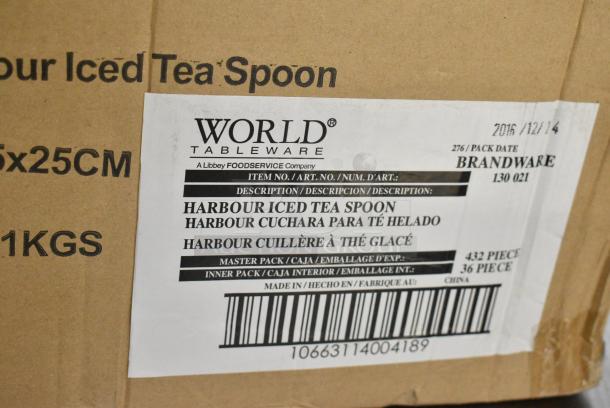 our Iced Tea Spoon
5x25CM
1KGS
WORLD®
TABLEWARE
A Libbey FOODSERVICE Company
2016/12/14
276 / PACK DATE
BRANDWARE
ITEM NO. / ART. NO. / NUM. D'ART.:
130 021
DESCRIPTION / DESCRIPCION / DESCRIPTION:
HARBOUR ICED TEA SPOON
HARBOUR CUCHARA PARA TÉ HELADO
HARBOUR CUILLÈRE À THÉ GLACÉ
MASTER PACK / CAJA / EMBALLAGE D'EXP.:
432 PIECE
INNER PACK / CAJA INTERIOR / EMBALLAGE INT.:
36 PIECE
MADE IN / HECHO EN / FABRIQUE AU:
CHINA
10663114004189